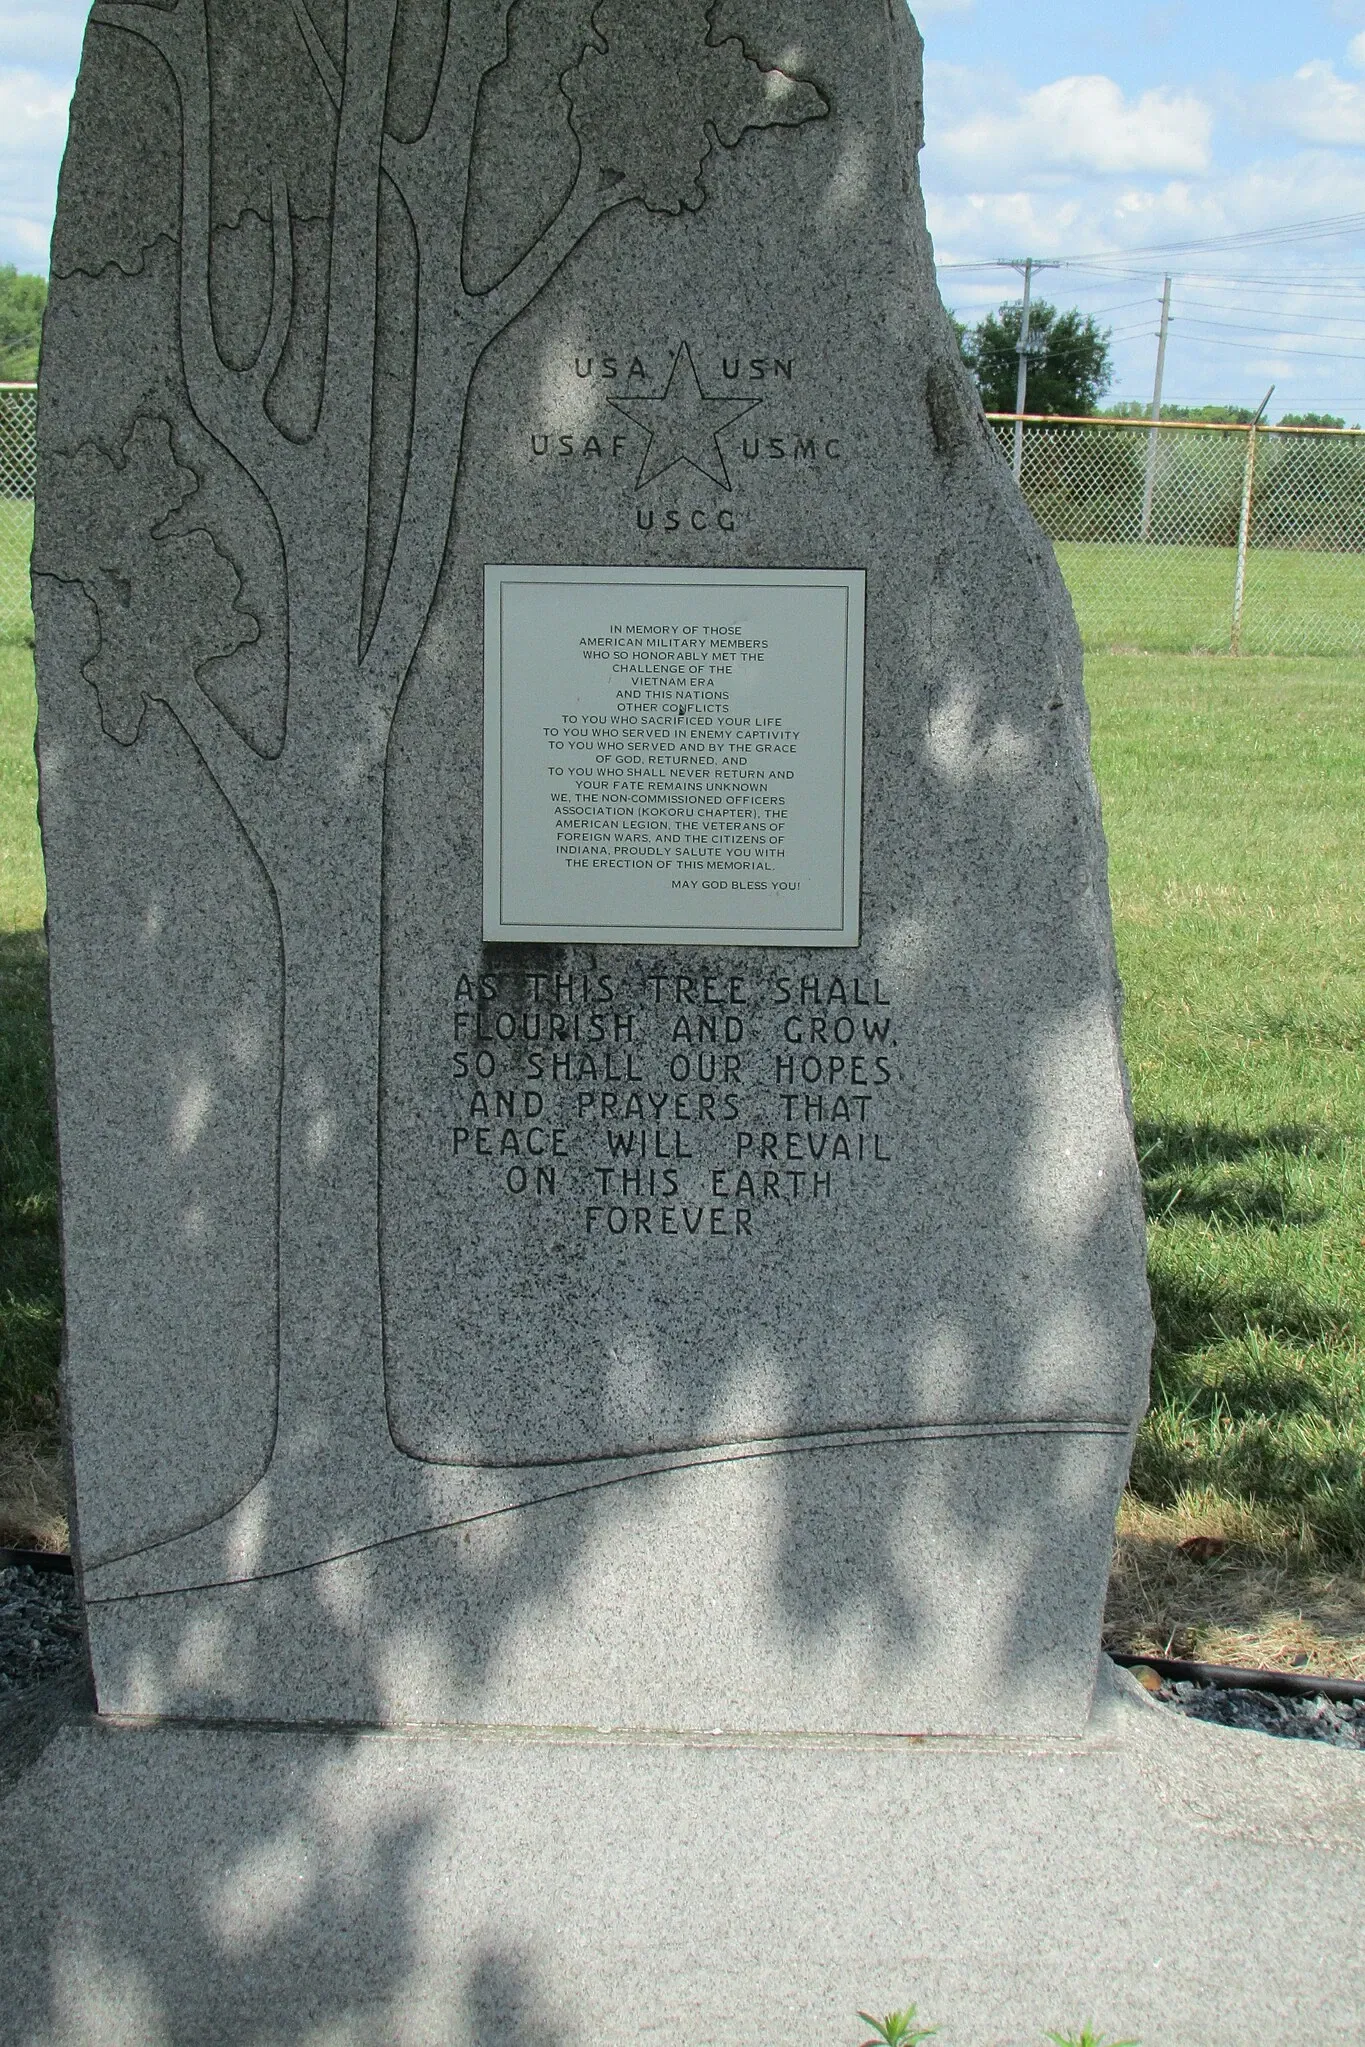 USA USN
USAF USMC
USCG
IN MEMORY OF THOSE
AMERICAN MILITARY MEMBERS
WHO SO HONORABLY MET THE
CHALLENGE OF THE
VIETNAM ERA
AND THIS NATIONS
OTHER CONFLICTS
TO YOU WHO SACRIFICED YOUR LIFE
TO YOU WHO SERVED IN ENEMY CAPTIVITY
TO YOU WHO SERVED AND BY THE GRACE
OF GOD, RETURNED, AND
TO YOU WHO SHALL NEVER RETURN AND
YOUR FATE REMAINS UNKNOWN
WE, THE NON-COMMISSIONED OFFICERS
ASSOCIATION (KOKORU CHAPTER), THE
AMERICAN LEGION, THE VETERANS OF
FOREIGN WARS, AND THE CITIZENS OF
INDIANA, PROUDLY SALUTE YOU WITH
THE ERECTION OF THIS MEMORIAL.
MAY GOD BLESS YOU!
AS THIS TREE SHALL
FLOURISH AND GROW,
SO SHALL OUR HOPES
AND PRAYERS THAT
PEACE WILL PREVAIL
ON THIS EARTH
FOREVER